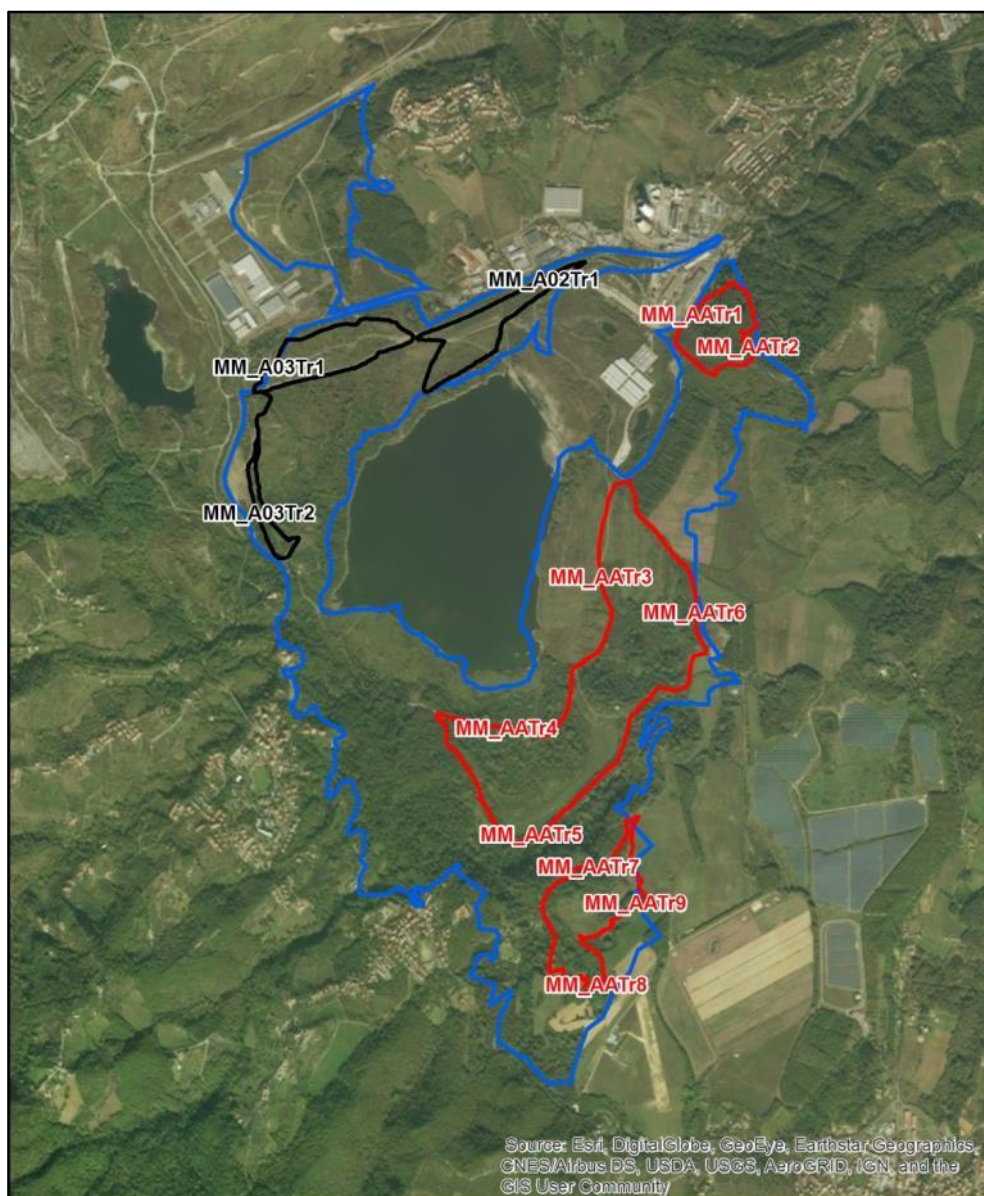 MM_A02Tr1
MM_AATr1
MM_AATr2
MM_A03Tr1
MM_A03Tr2
MM_AATr3
MM_AATr6
MM_AATr4
MM_AATr5
MM_AATr7
MM_AATr9
MM_AATr8
Source: Esri, DigitalGlobe, GeoEye, Earthstar Geographics,
CNES/Airbus DS, USDA, USGS, AeroGRID, IGN, and the
GIS User Community